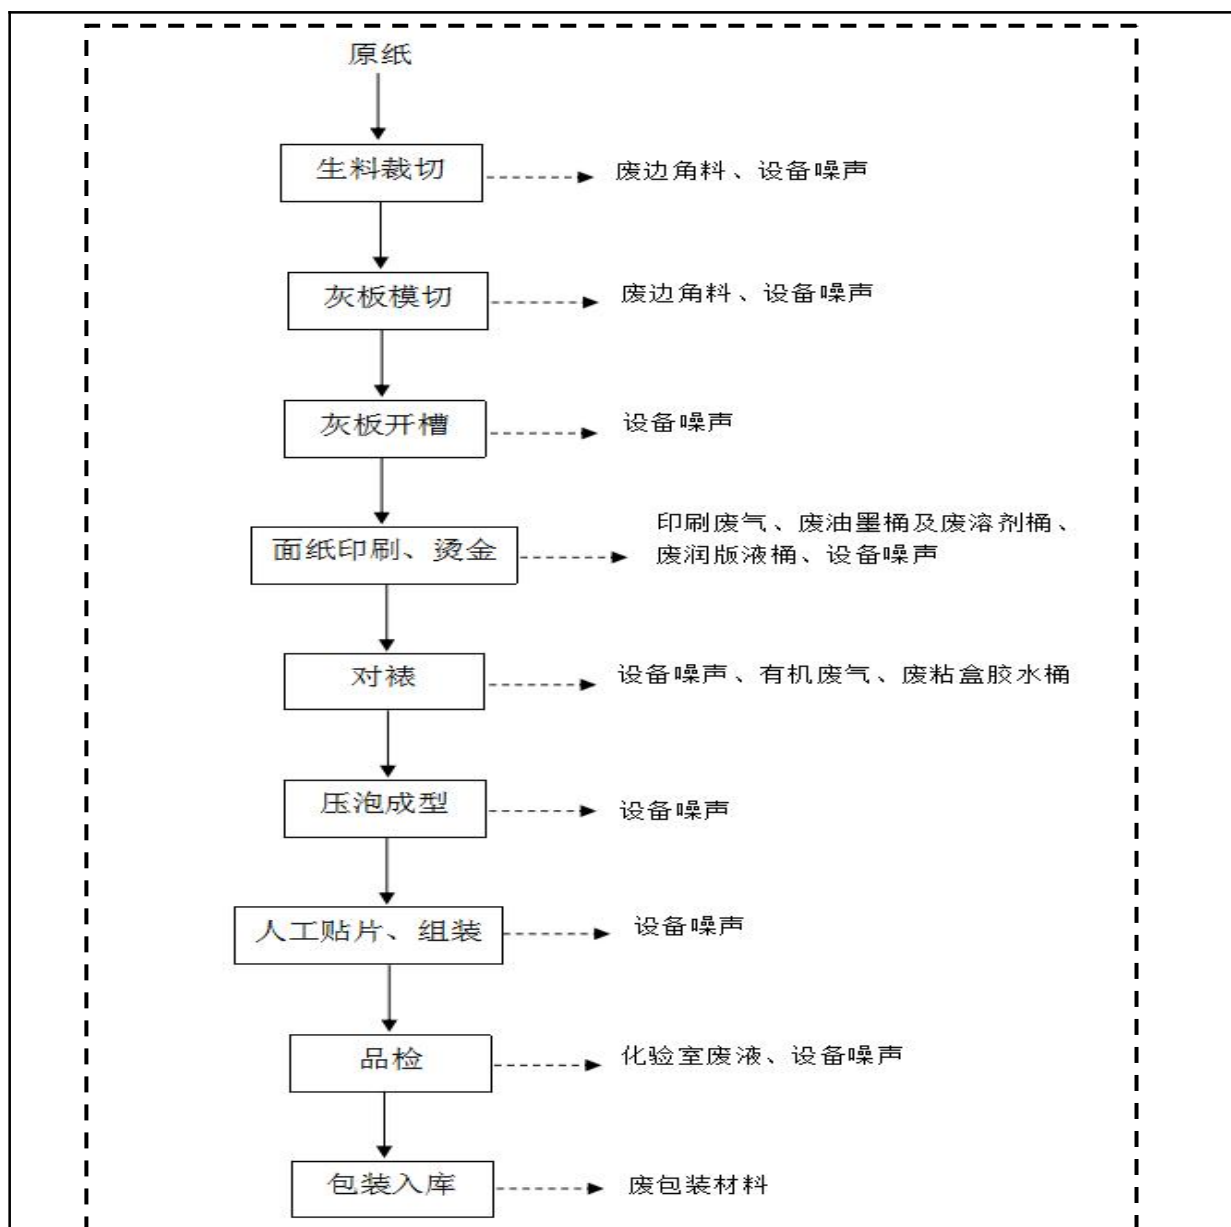 原纸
生料裁切
废边角料、设备噪声
灰板模切
废边角料、设备噪声
灰板开槽
设备噪声
面纸印刷、烫金
印刷废气、废油墨桶及废溶剂桶、
废润版液桶、设备噪声
对裱
设备噪声、有机废气、废粘盒胶水桶
压泡成型
设备噪声
人工贴片、组装
设备噪声
品检
化验室废液、设备噪声
包装入库
废包装材料